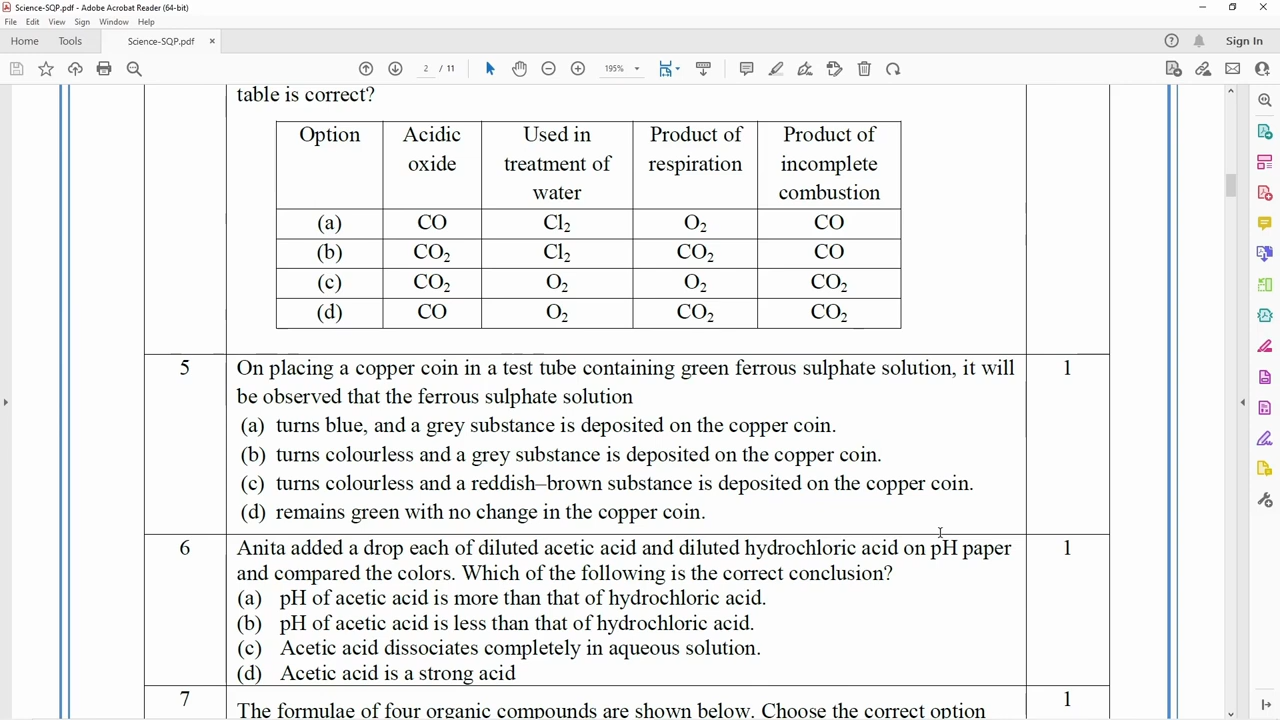 Science-SQP.pdf - Adobe Acrobat Reader (64-bit)
File Edit View Sign Window Help
Home Tools Science-SQP.pdf × Sign In
2 / 11 195%
table is correct?
Option Acidic oxide Used in treatment of water Product of respiration Product of incomplete combustion
(a) CO Cl₂ O₂ CO
(b) CO₂ Cl₂ CO₂ CO
(c) CO₂ O₂ O₂ CO₂
(d) CO O₂ CO₂ CO₂
5 On placing a copper coin in a test tube containing green ferrous sulphate solution, it will 1
be observed that the ferrous sulphate solution
(a) turns blue, and a grey substance is deposited on the copper coin.
(b) turns colourless and a grey substance is deposited on the copper coin.
(c) turns colourless and a reddish–brown substance is deposited on the copper coin.
(d) remains green with no change in the copper coin.
6 Anita added a drop each of diluted acetic acid and diluted hydrochloric acid on pH paper 1
and compared the colors. Which of the following is the correct conclusion?
(a) pH of acetic acid is more than that of hydrochloric acid.
(b) pH of acetic acid is less than that of hydrochloric acid.
(c) Acetic acid dissociates completely in aqueous solution.
(d) Acetic acid is a strong acid
7 The formulae of four organic compounds are shown below. Choose the correct option 1